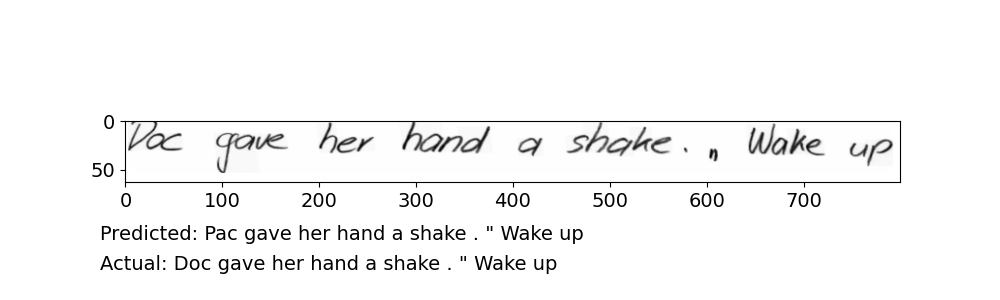 0
50
Doc gave her hand a shake. „ Wake up
0 100 200 300 400 500 600 700
Predicted: Pac gave her hand a shake . " Wake up
Actual: Doc gave her hand a shake . " Wake up